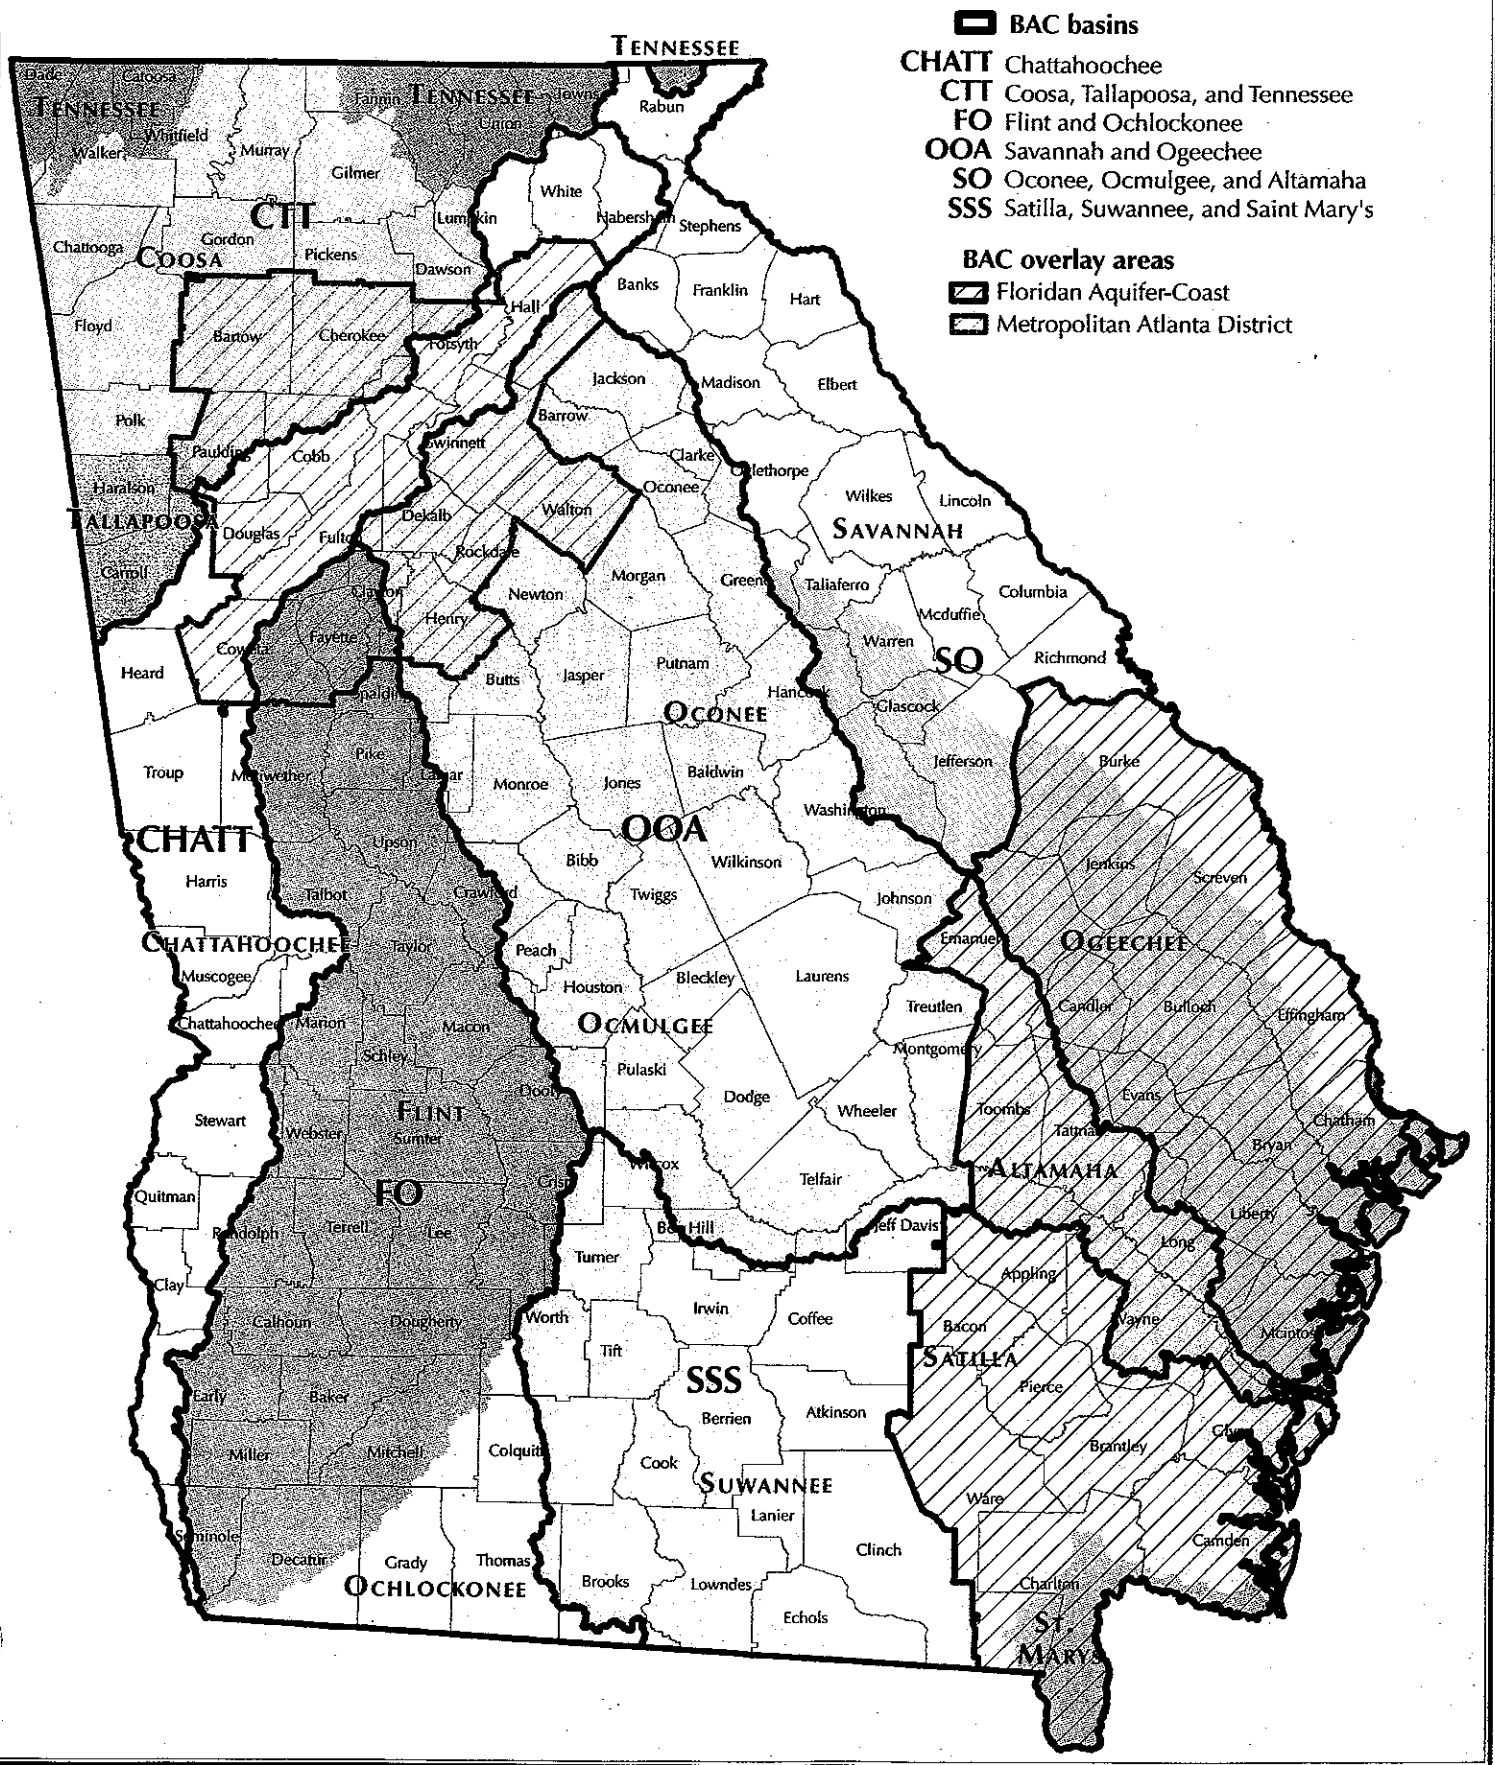 BAC basins
CHATT Chattahoochee
CTT Coosa, Tallapoosa, and Tennessee
FO Flint and Ochlockonee
OOA Savannah and Ogeechee
SO Oconee, Ocmulgee, and Altamaha
SSS Satilla, Suwannee, and Saint Mary's
BAC overlay areas
Floridan Aquifer-Coast
Metropolitan Atlanta District
TENNESSEE
Dade
Catoosa
TENNESSEE
Fannin
TENNESSEE
Towns
Union
Rabun
Whitfield
Walker
Murray
Gilmer
White
Lumpkin
Habersham
Stephens
CTT
Chattooga
Gordon
COOSA
Pickens
Dawson
Banks
Franklin
Hart
Hall
Floyd
Bartow
Cherokee
Forsyth
Jackson
Madison
Elbert
Polk
Barrow
Paulding
Cobb
Gwinnett
Clarke
Oglethorpe
Haralson
Oconee
Wilkes
Lincoln
TALLAPOOSA
Douglas
Fulton
Dekalb
Walton
SAVANNAH
Rockdale
Carroll
Clayton
Newton
Morgan
Greene
Taliaferro
Columbia
Mcduffie
Henry
Fayette
Coweta
Warren
Richmond
SO
Heard
Spalding
Butts
Jasper
Putnam
Hancock
Glascock
OCONEE
Troup
Meriwether
Pike
Lamar
Monroe
Jones
Baldwin
Jefferson
Burke
Washington
CHATT
Upson
OOA
Bibb
Wilkinson
Jenkins
Screven
Harris
Talbot
Crawford
Twiggs
Johnson
CHATTAHOOCHEE
Taylor
Peach
Emanuel
OGEECHEE
Muscogee
Houston
Bleckley
Laurens
Treutlen
Candler
Bulloch
Effingham
Chattahoochee
Marion
Macon
OCMULGEE
Montgomery
Schley
Pulaski
Dooly
Dodge
Wheeler
Toombs
Evans
Stewart
Webster
FLINT
Sumter
Tattnall
Chatham
Bryan
Wilcox
Telfair
ALTAMAHA
Quitman
FO
Crisp
Randolph
Terrell
Lee
Ben Hill
Jeff Davis
Liberty
Long
Turner
Clay
Appling
Calhoun
Dougherty
Worth
Irwin
Coffee
Bacon
Wayne
Mcintosh
Tift
SATILLA
SSS
Early
Baker
Pierce
Berrien
Atkinson
Miller
Mitchell
Colquitt
Cook
Brantley
Glynn
SUWANNEE
Ware
Lanier
Seminole
Decatur
Grady
Thomas
OCHLOCKONEE
Brooks
Lowndes
Clinch
Camden
Charlton
Echols
ST.
MARYS